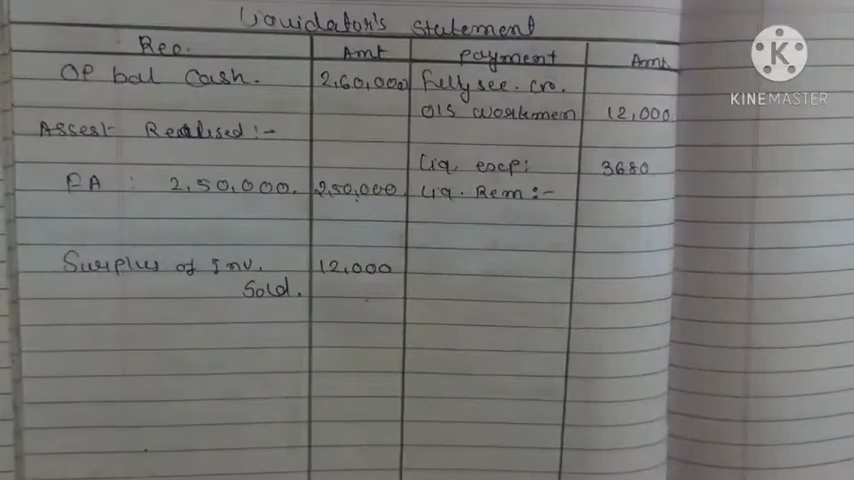 Liquidator's Statement
Rec. Amt Payment Amt
OP bal Cash. 2,60,000 fully sec. cro.
O/S workmen 12,000
Assest Realised :-
Liq. exp: 3680
FA : 2,50,000. 2,50,000 Liq. Rem :-
Surplus of Inv. 12,000
Sold.
K
KINEMASTER